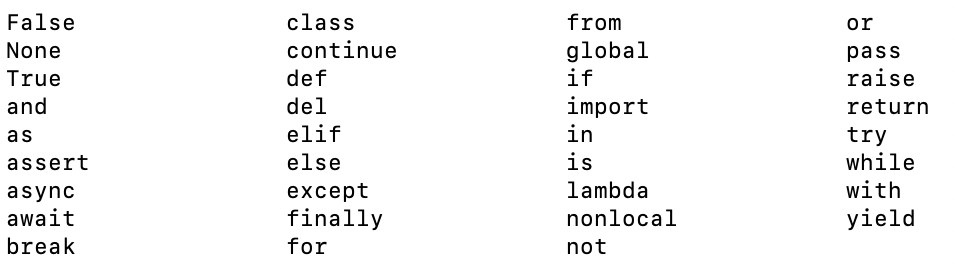 False class from or
None continue global pass
True def if raise
and del import return
as elif in try
assert else is while
async except lambda with
await finally nonlocal yield
break for not